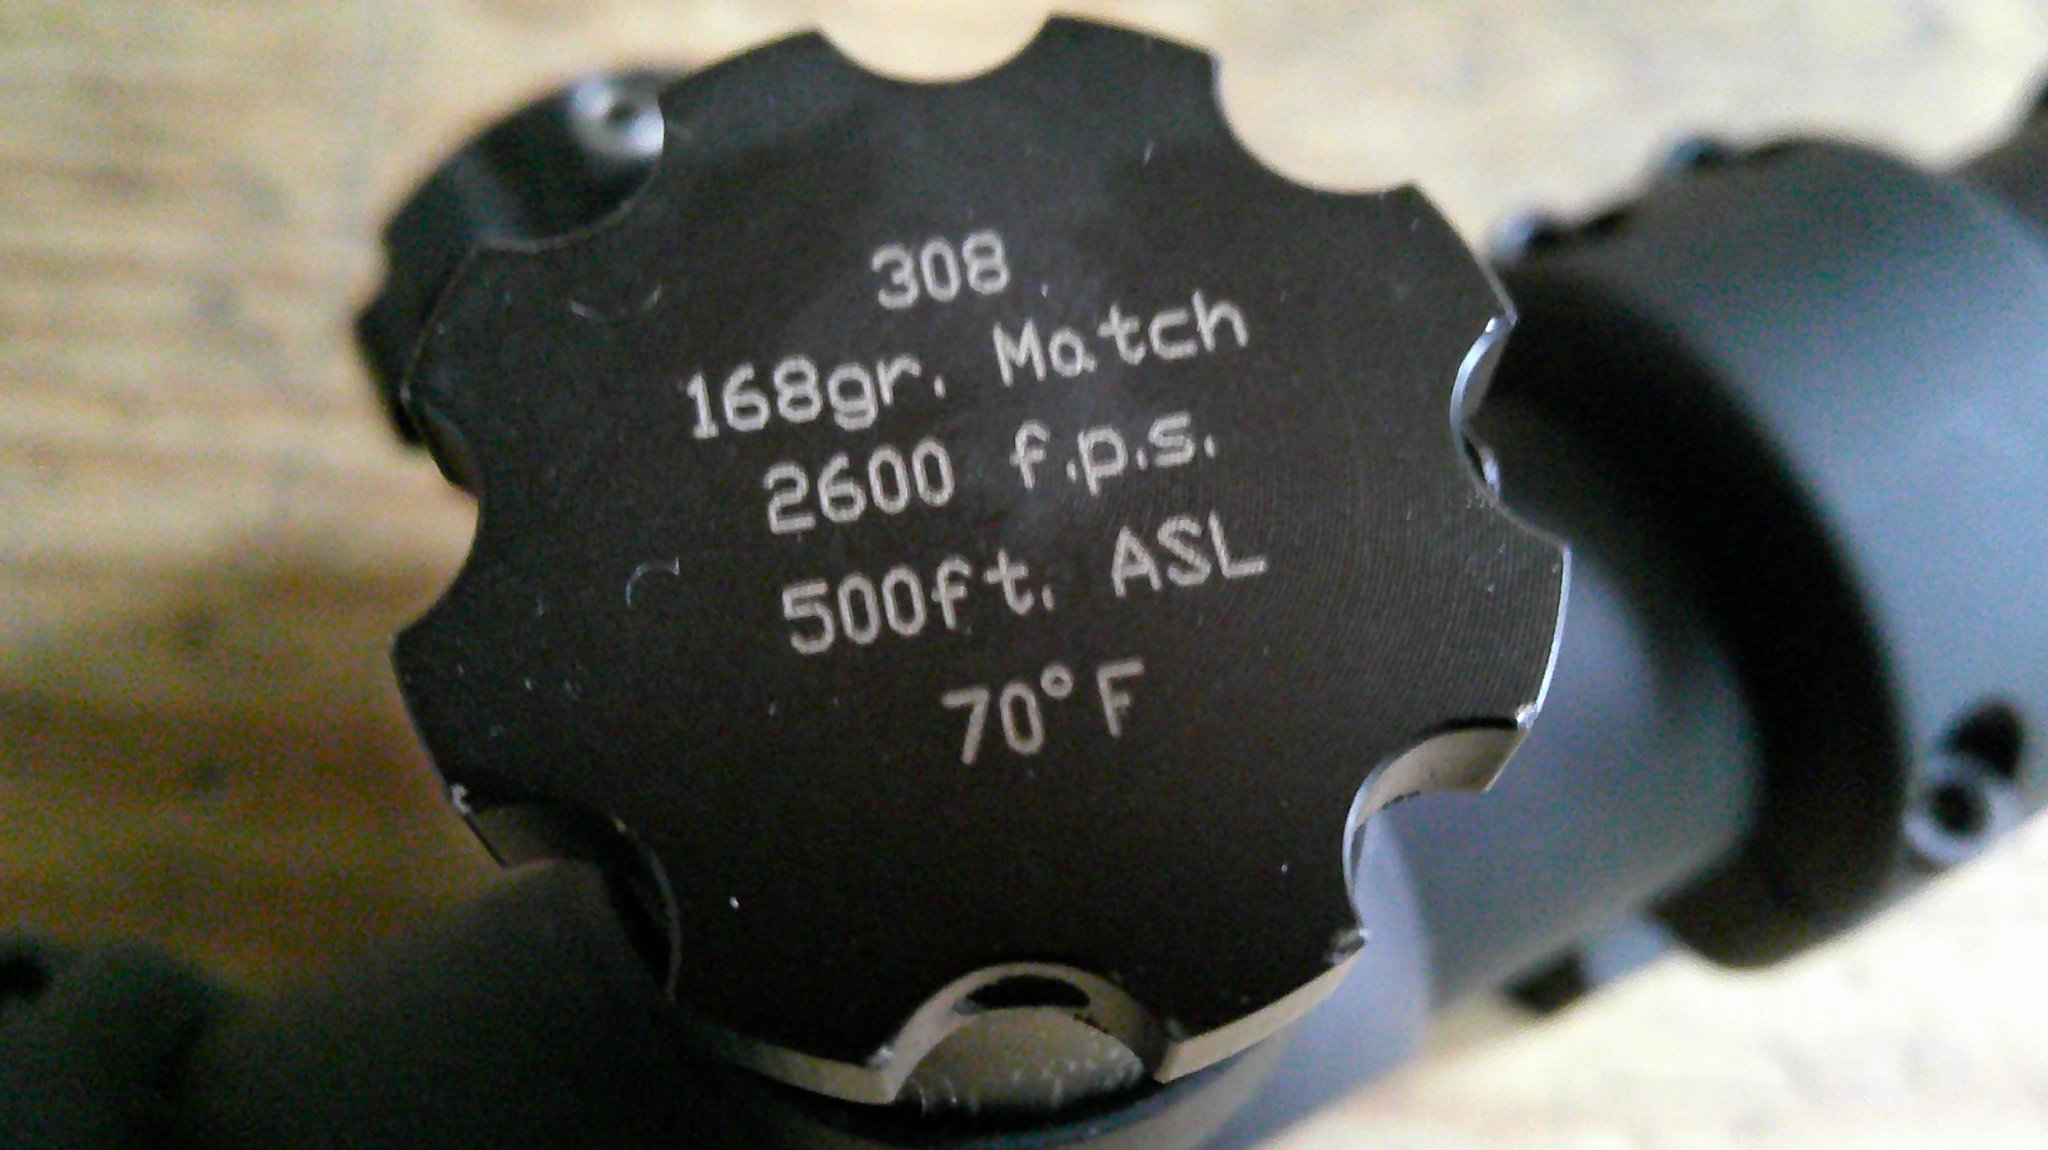 308
168gr. Match
2600 f.p.s.
500ft. ASL
70° F